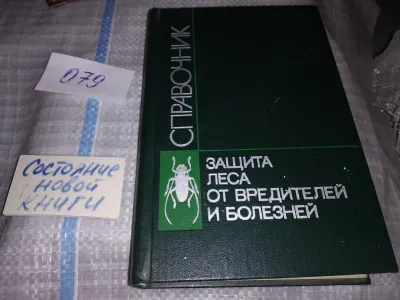 079
Состояние
новой
книги
СПРАВОЧНИК
ЗАЩИТА
ЛЕСА
ОТ ВРЕДИТЕЛЕЙ
И БОЛЕЗНЕЙ